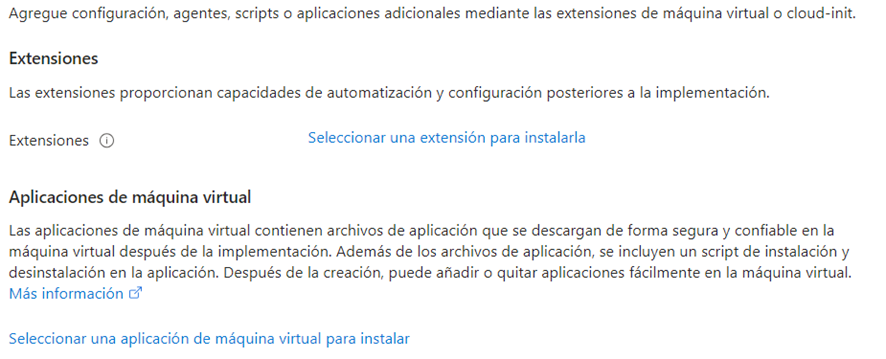 Agregue configuración, agentes, scripts o aplicaciones adicionales mediante las extensiones de máquina virtual o cloud-init.
Extensiones
Las extensiones proporcionan capacidades de automatización y configuración posteriores a la implementación.
Extensiones Seleccionar una extensión para instalarla
Aplicaciones de máquina virtual
Las aplicaciones de máquina virtual contienen archivos de aplicación que se descargan de forma segura y confiable en la
máquina virtual después de la implementación. Además de los archivos de aplicación, se incluyen un script de instalación y
desinstalación en la aplicación. Después de la creación, puede añadir o quitar aplicaciones fácilmente en la máquina virtual.
Más información
Seleccionar una aplicación de máquina virtual para instalar